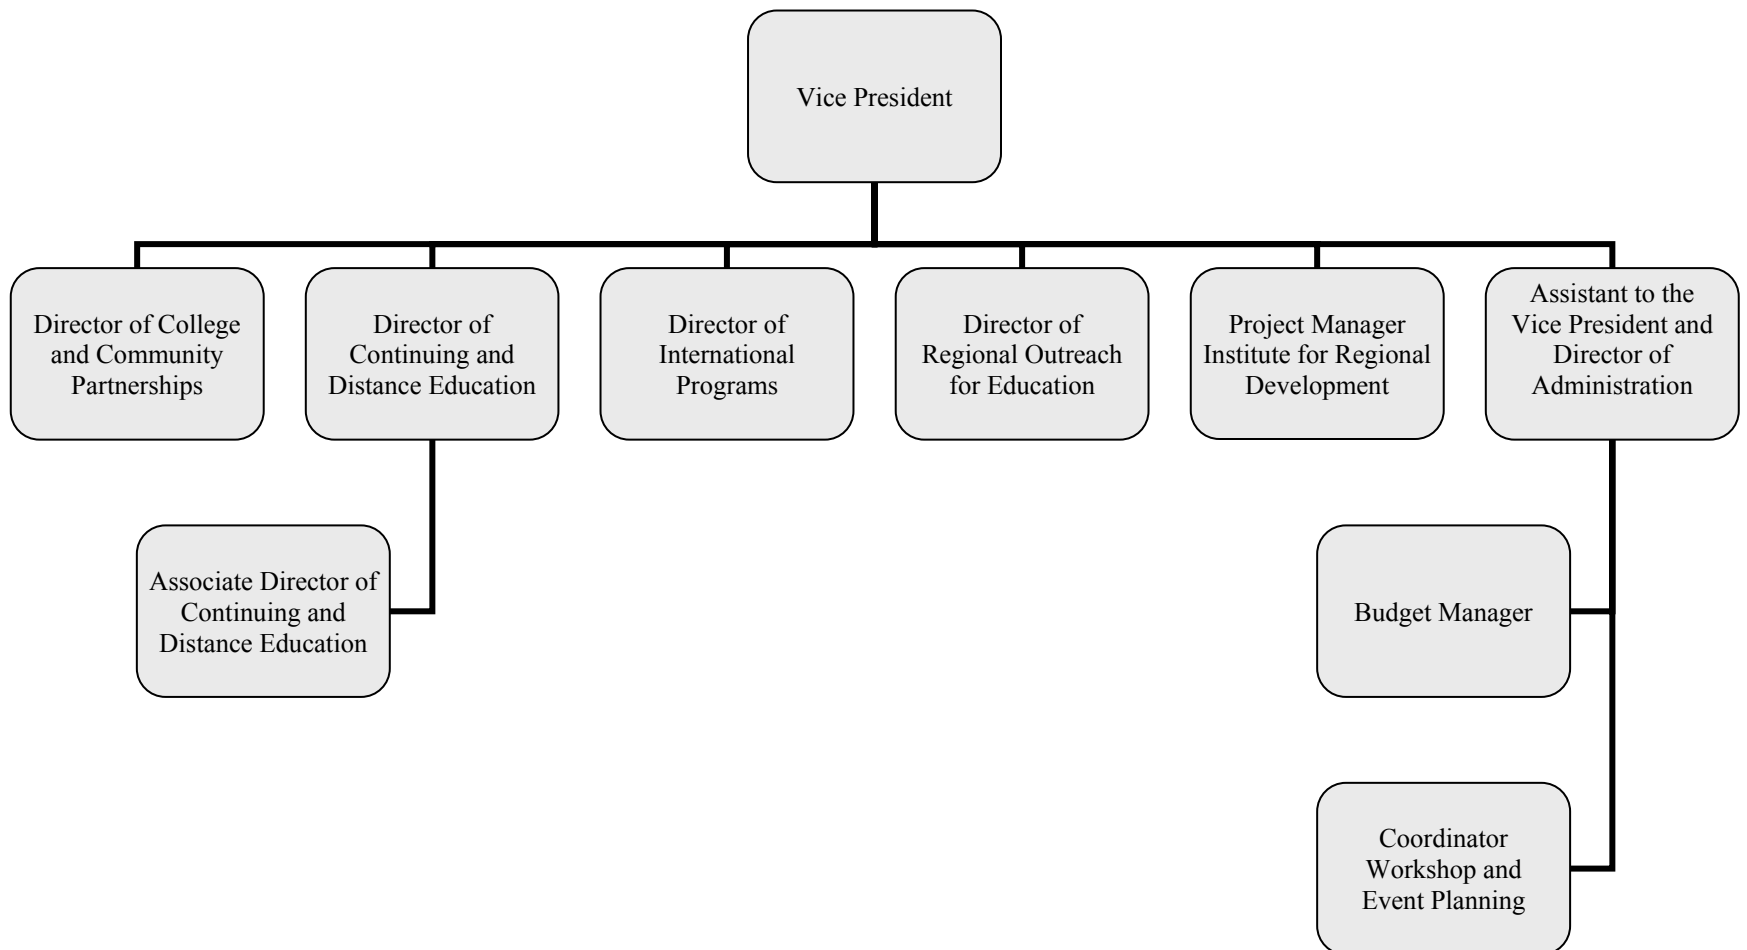 Vice President
Director of College
and Community
Partnerships
Director of
Continuing and
Distance Education
Director of
International
Programs
Director of
Regional Outreach
for Education
Project Manager
Institute for Regional
Development
Assistant to the
Vice President and
Director of
Administration
Associate Director of
Continuing and
Distance Education
Budget Manager
Coordinator
Workshop and
Event Planning